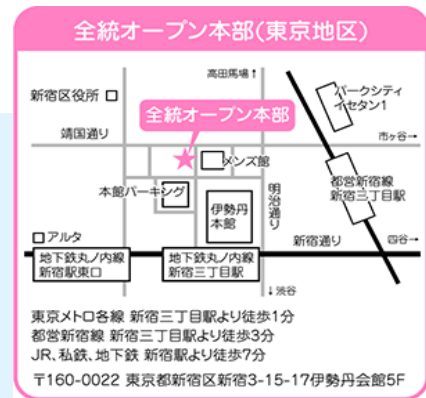 全統オープン本部(東京地区)
高田馬場↑
新宿区役所
パークシティ
イセタン1
全統オープン本部
靖国通り
市ヶ谷→
メンズ館
本館パーキング
都営新宿線
新宿三丁目駅
伊勢丹
本館
明治通り
アルタ
新宿通り
四谷→
地下鉄丸ノ内線
新宿駅東口
地下鉄丸ノ内線
新宿三丁目駅
↓渋谷
東京メトロ各線 新宿三丁目駅より徒歩1分
都営新宿線 新宿三丁目駅より徒歩3分
JR、私鉄、地下鉄 新宿駅より徒歩7分
〒160-0022 東京都新宿区新宿3-15-17伊勢丹会館5F